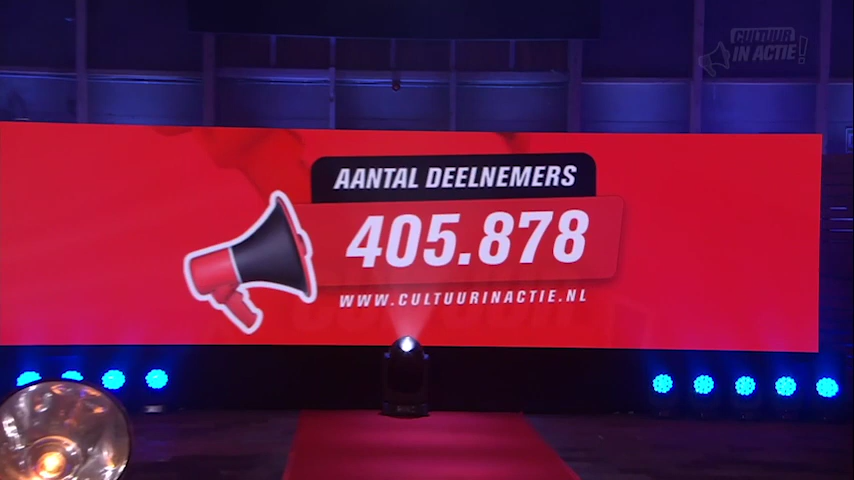 CULTUUR
IN ACTIE!
AANTAL DEELNEMERS
405.878
WWW.CULTUURINACTIE.NL